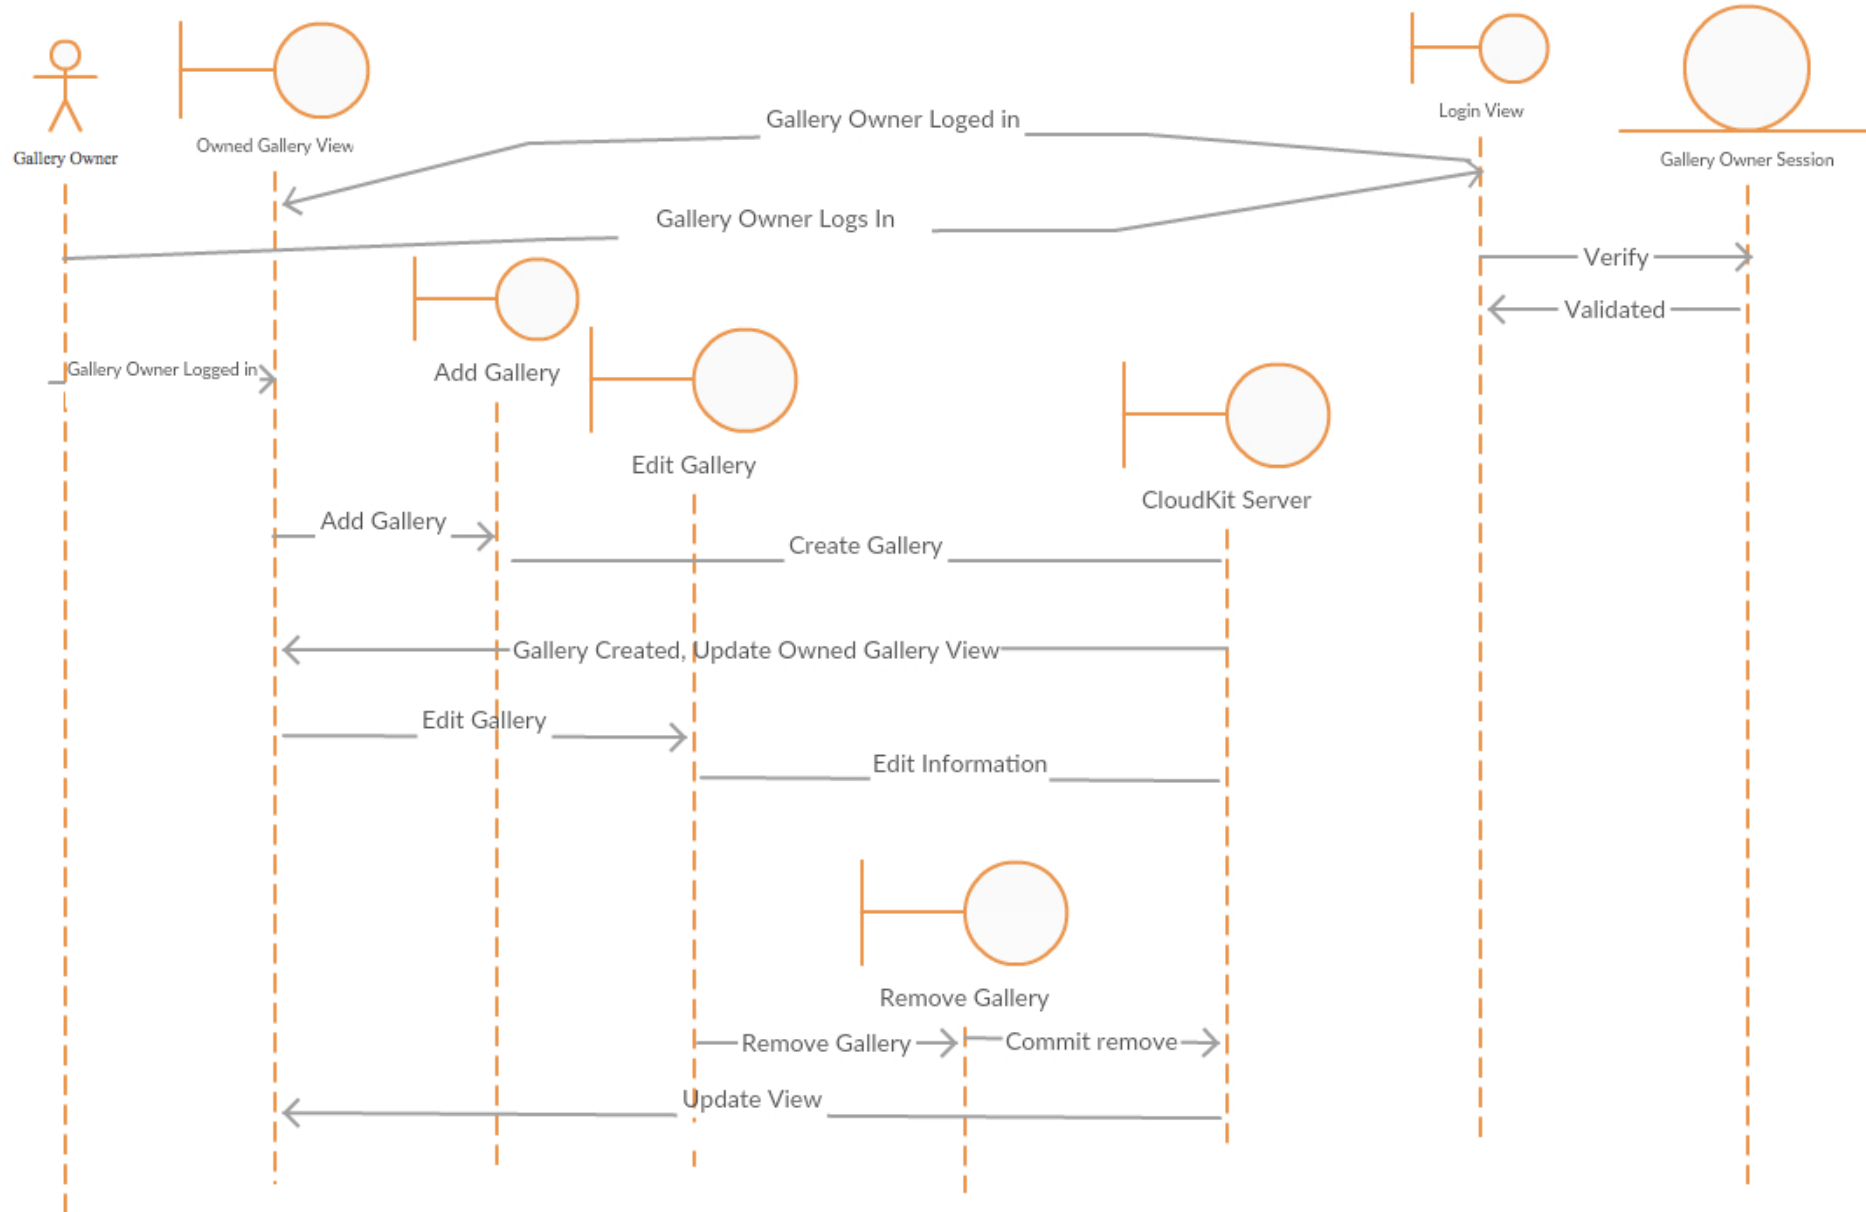 Login View
Gallery Owner Loged in
Owned Gallery View
Gallery Owner
Gallery Owner Session
Gallery Owner Logs In
Verify
Validated
Gallery Owner Logged in
Add Gallery
Edit Gallery
CloudKit Server
Add Gallery
Create Gallery
Gallery Created, Update Owned Gallery View
Edit Gallery
Edit Information
Remove Gallery
Remove Gallery
Commit remove
Update View